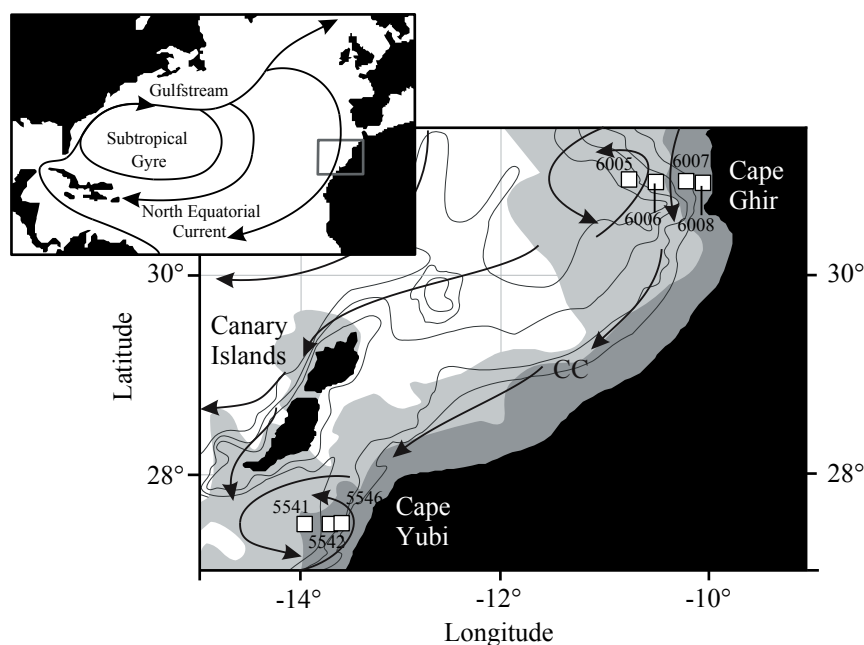 Gulfstream
Subtropical
Gyre
North Equatorial
Current
6005
6007
Cape
Ghir
6006
6008
30°
30°
Canary
Islands
Latitude
CC
28°
28°
5541
5546
Cape
Yubi
5542
-14°
-12°
-10°
Longitude